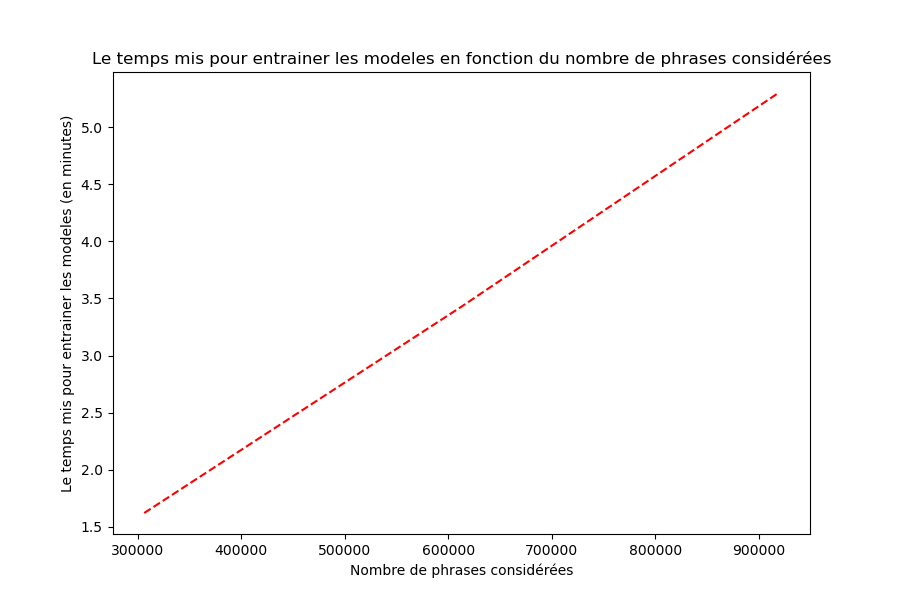 Le temps mis pour entrainer les modeles en fonction du nombre de phrases considérées
Le temps mis pour entrainer les modeles (en minutes)
5.0
4.5
4.0
3.5
3.0
2.5
2.0
1.5
300000 400000 500000 600000 700000 800000 900000
Nombre de phrases considérées